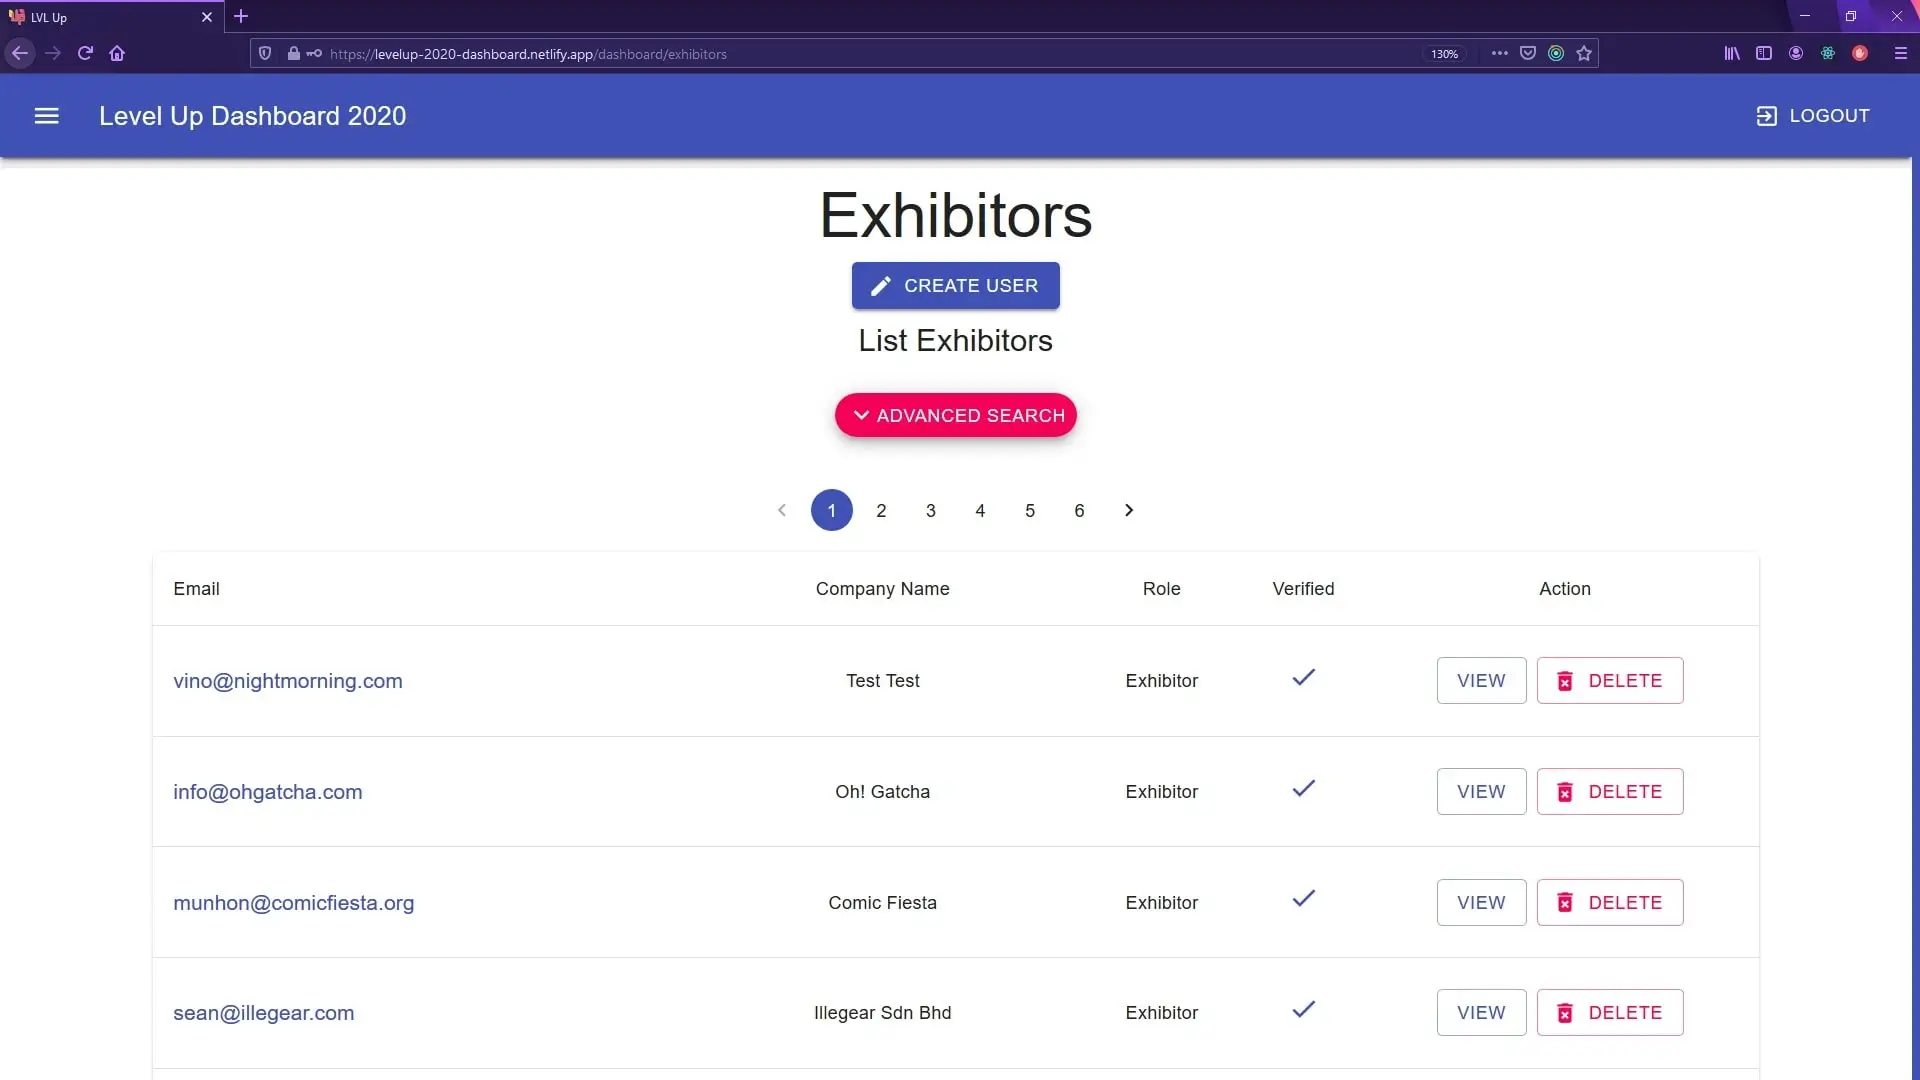 LVL Up
https://levelup-2020-dashboard.netlify.app/dashboard/exhibitors
130%
Level Up Dashboard 2020
LOGOUT
Exhibitors
CREATE USER
List Exhibitors
ADVANCED SEARCH
1 2 3 4 5 6
Email Company Name Role Verified Action
vino@nightmorning.com Test Test Exhibitor VIEW DELETE
info@ohgatcha.com Oh! Gatcha Exhibitor VIEW DELETE
munhon@comicfiesta.org Comic Fiesta Exhibitor VIEW DELETE
sean@illegear.com Illegear Sdn Bhd Exhibitor VIEW DELETE